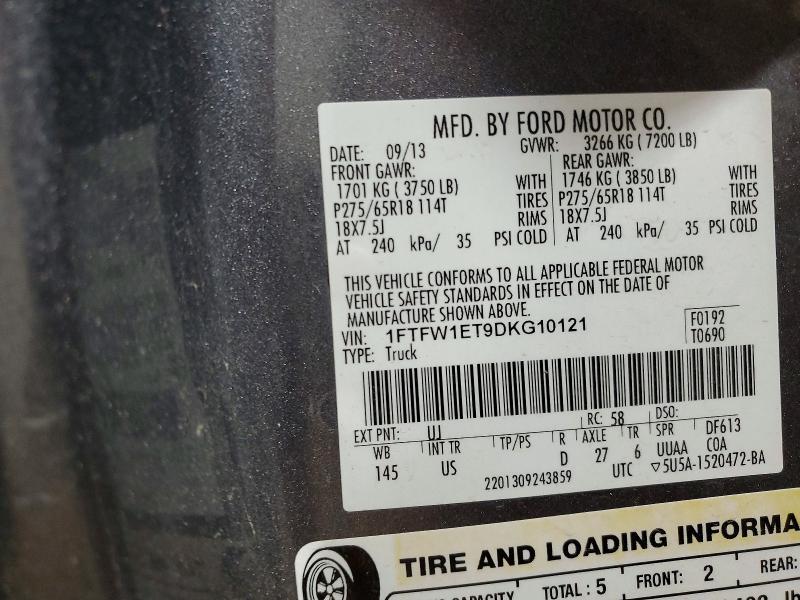 MFD. BY FORD MOTOR CO.
DATE: 09/13 GVWR: 3266 KG ( 7200 LB)
FRONT GAWR: REAR GAWR:
1701 KG ( 3750 LB) WITH 1746 KG ( 3850 LB) WITH
P275/65R18 114T TIRES P275/65R18 114T TIRES
18X7.5J RIMS 18X7.5J RIMS
AT 240 kPa/ 35 PSI COLD AT 240 kPa/ 35 PSI COLD
THIS VEHICLE CONFORMS TO ALL APPLICABLE FEDERAL MOTOR
VEHICLE SAFETY STANDARDS IN EFFECT ON THE DATE OF
MANUFACTURE SHOWN ABOVE.
VIN: 1FTFW1ET9DKG10121 F0192
TYPE: Truck T0690
EXT PNT: UJ RC: 58 DSO:
WB INT TR TP/PS R AXLE TR SPR DF613
145 US D 27 6 UUAA COA
2201309243859 UTC ▽5U5A-1520472-BA
TIRE AND LOADING INFORMA
CAPACITY TOTAL : 5 FRONT: 2 REAR: